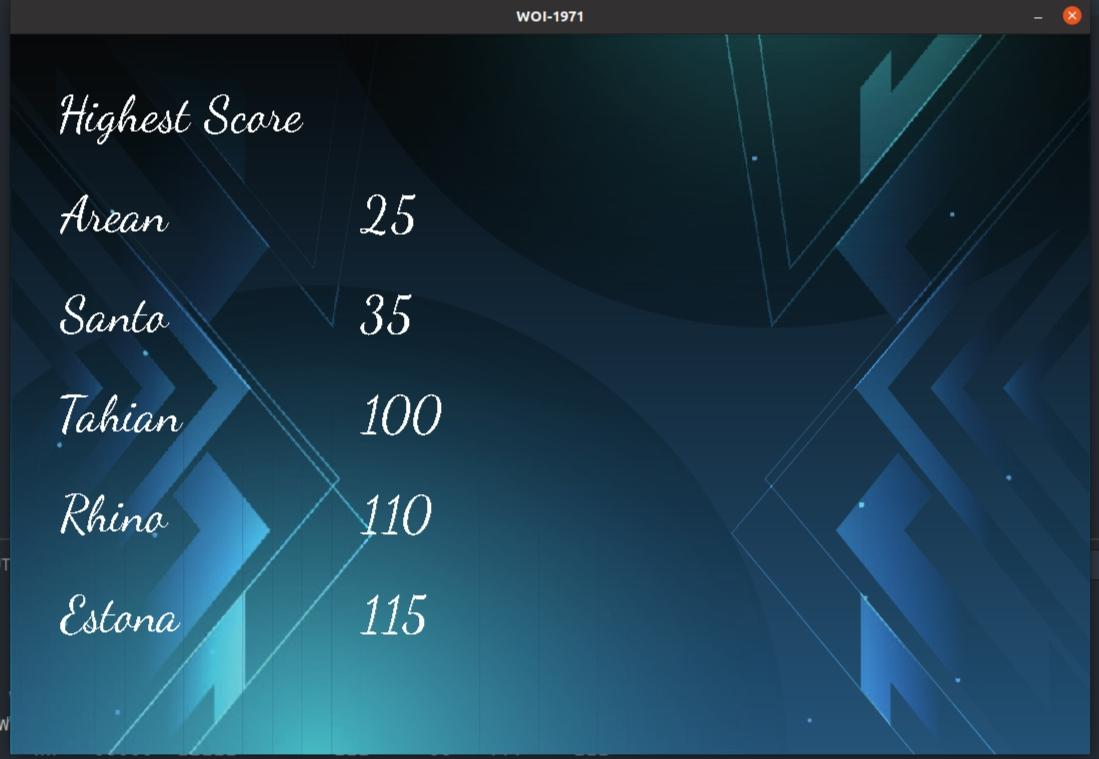 WOI-1971
Highest Score
Arean 25
Santo 35
Tahian 100
Rhino 110
Estona 115